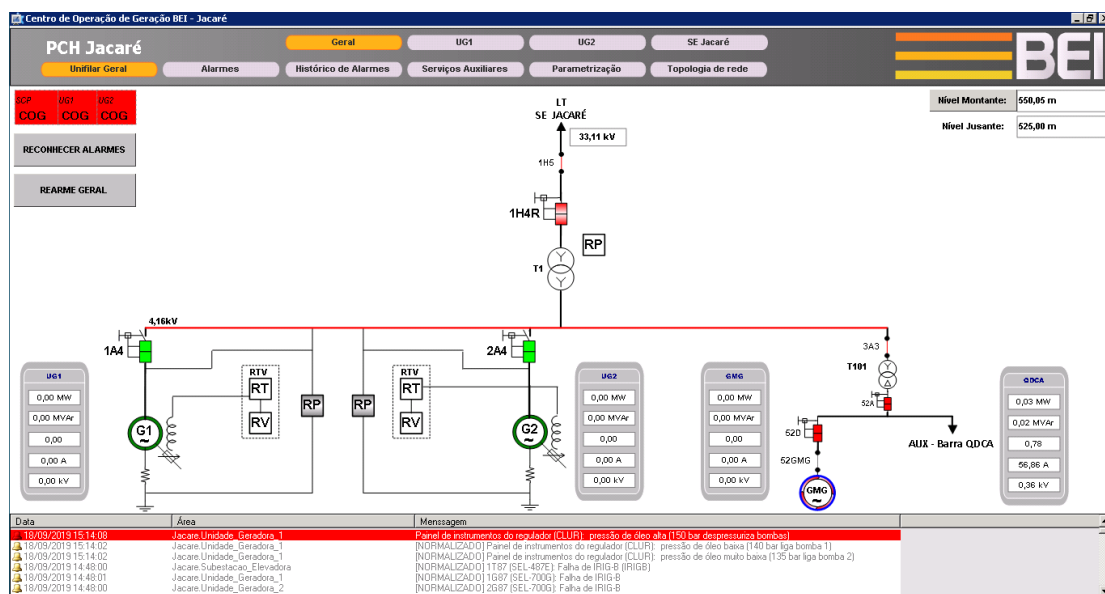 Centro de Operação de Geração BEI - Jacaré
PCH Jacaré
Geral UG1 UG2 SE Jacaré
Unifilar Geral Alarmes Histórico de Alarmes Serviços Auxiliares Parametrização Topologia de rede
BEI
SCP UG1 UG2
COG COG COG
RECONHECER ALARMES
REARME GERAL
Nível Montante: 550,05 m
Nível Jusante: 525,00 m
LT
SE JACARÉ
33,11 kV
1H5
1H4R
RP
T1
4,16kV
1A4
2A4
3A3
T101
52A
52D
52GMG
GMG
AUX - Barra QDCA
RTV
RT
RV
RP
RP
RTV
RT
RV
G1
G2
UG1
0,00 MW
0,00 MVAr
0,00
0,00 A
0,00 kV
UG2
0,00 MW
0,00 MVAr
0,00
0,00 A
0,00 kV
GMG
0,00 MW
0,00 MVAr
0,00
0,00 A
0,00 kV
QDCA
0,03 MW
0,02 MVAr
0,78
56,86 A
0,36 kV
Data Área Menssagem
18/09/2019 15:14:08 Jacare.Unidade_Geradora_1 Painel de instrumentos do regulador (CLUR): pressão de óleo alta (150 bar despressuriza bombas)
18/09/2019 15:14:02 Jacare.Unidade_Geradora_1 [NORMALIZADO] Painel de instrumentos do regulador (CLUR): pressão de óleo baixa (140 bar liga bomba 1)
18/09/2019 15:14:02 Jacare.Unidade_Geradora_1 [NORMALIZADO] Painel de instrumentos do regulador (CLUR): pressão de óleo muito baixa (135 bar liga bomba 2)
18/09/2019 14:48:00 Jacare.Subestacao_Elevadora [NORMALIZADO] 1T87 (SEL-487E): Falha de IRIG-B (IRIGB)
18/09/2019 14:48:01 Jacare.Unidade_Geradora_1 [NORMALIZADO] 1G87 (SEL-700G): Falha de IRIG-B
18/09/2019 14:48:00 Jacare.Unidade_Geradora_2 [NORMALIZADO] 2G87 (SEL-700G): Falha de IRIG-B